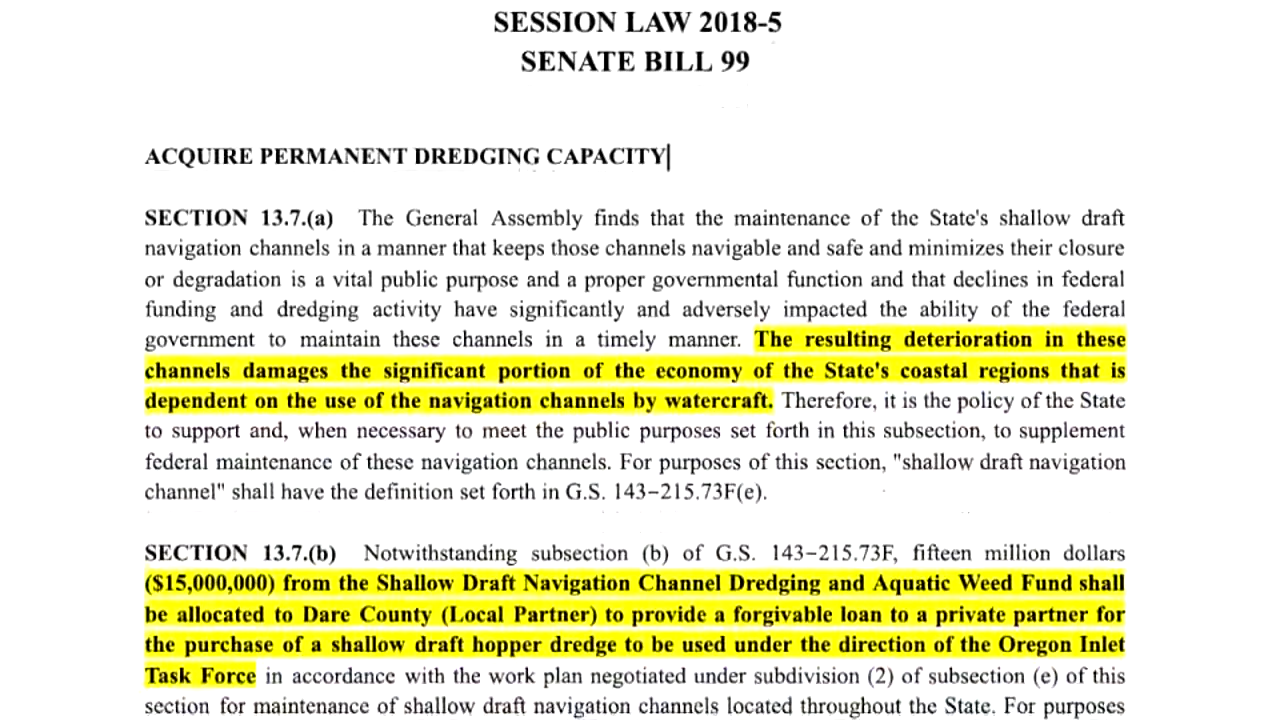 SESSION LAW 2018-5
SENATE BILL 99
ACQUIRE PERMANENT DREDGING CAPACITY
SECTION 13.7.(a) The General Assembly finds that the maintenance of the State's shallow draft
navigation channels in a manner that keeps those channels navigable and safe and minimizes their closure
or degradation is a vital public purpose and a proper governmental function and that declines in federal
funding and dredging activity have significantly and adversely impacted the ability of the federal
government to maintain these channels in a timely manner. The resulting deterioration in these
channels damages the significant portion of the economy of the State's coastal regions that is
dependent on the use of the navigation channels by watercraft. Therefore, it is the policy of the State
to support and, when necessary to meet the public purposes set forth in this subsection, to supplement
federal maintenance of these navigation channels. For purposes of this section, "shallow draft navigation
channel" shall have the definition set forth in G.S. 143−215.73F(e).
SECTION 13.7.(b) Notwithstanding subsection (b) of G.S. 143−215.73F, fifteen million dollars
($15,000,000) from the Shallow Draft Navigation Channel Dredging and Aquatic Weed Fund shall
be allocated to Dare County (Local Partner) to provide a forgivable loan to a private partner for
the purchase of a shallow draft hopper dredge to be used under the direction of the Oregon Inlet
Task Force in accordance with the work plan negotiated under subdivision (2) of subsection (e) of this
section for maintenance of shallow draft navigation channels located throughout the State. For purposes